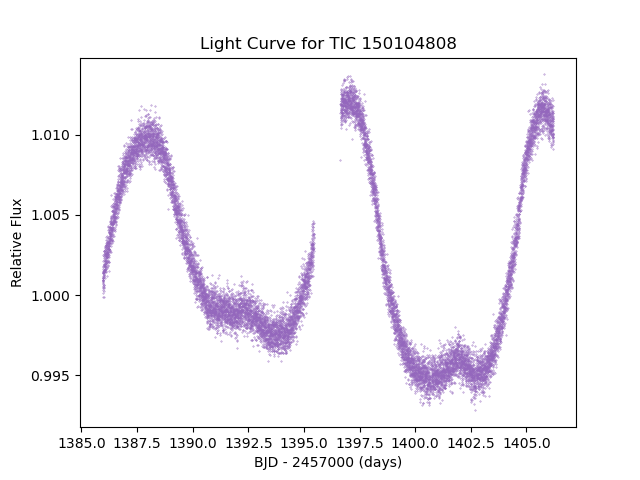 Light Curve for TIC 150104808
1.010
1.005
1.000
0.995
Relative Flux
1385.0 1387.5 1390.0 1392.5 1395.0 1397.5 1400.0 1402.5 1405.0
BJD - 2457000 (days)